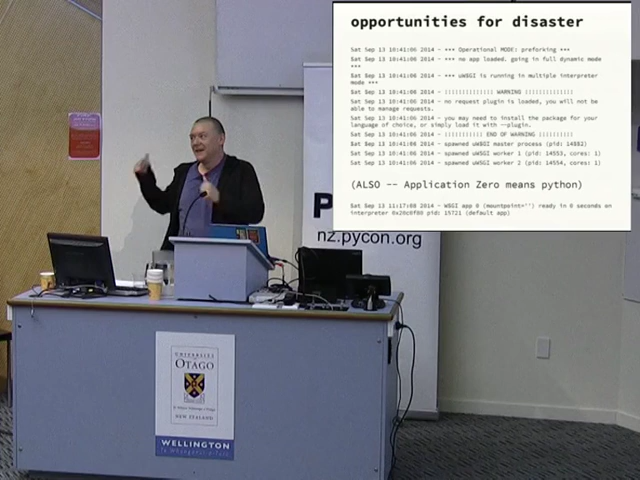 opportunities for disaster
Sat Sep 13 10:41:06 2014 - *** Operational MODE: preforking ***
Sat Sep 13 10:41:06 2014 - *** no app loaded. going in full dynamic mode
***
Sat Sep 13 10:41:06 2014 - *** uWSGI is running in multiple interpreter
mode ***
Sat Sep 13 10:41:06 2014 - !!!!!!!!!!!!!! WARNING !!!!!!!!!!!!!!
Sat Sep 13 10:41:06 2014 - no request plugin is loaded, you will not be
able to manage requests.
Sat Sep 13 10:41:06 2014 - you may need to install the package for your
language of choice, or simply load it with --plugin.
Sat Sep 13 10:41:06 2014 - !!!!!!!!!!! END OF WARNING !!!!!!!!!!
Sat Sep 13 10:41:06 2014 - spawned uWSGI master process (pid: 14552)
Sat Sep 13 10:41:06 2014 - spawned uWSGI worker 1 (pid: 14553, cores: 1)
Sat Sep 13 10:41:06 2014 - spawned uWSGI worker 2 (pid: 14554, cores: 1)
(ALSO -- Application Zero means python)
Sat Sep 13 11:17:08 2014 - WSGI app 0 (mountpoint='') ready in 0 seconds on
interpreter 0x20c0f80 pid: 15721 (default app)
P
nz.pycon.org
UNIVERSITY
OTAGO
NEW ZEALAND
WELLINGTON